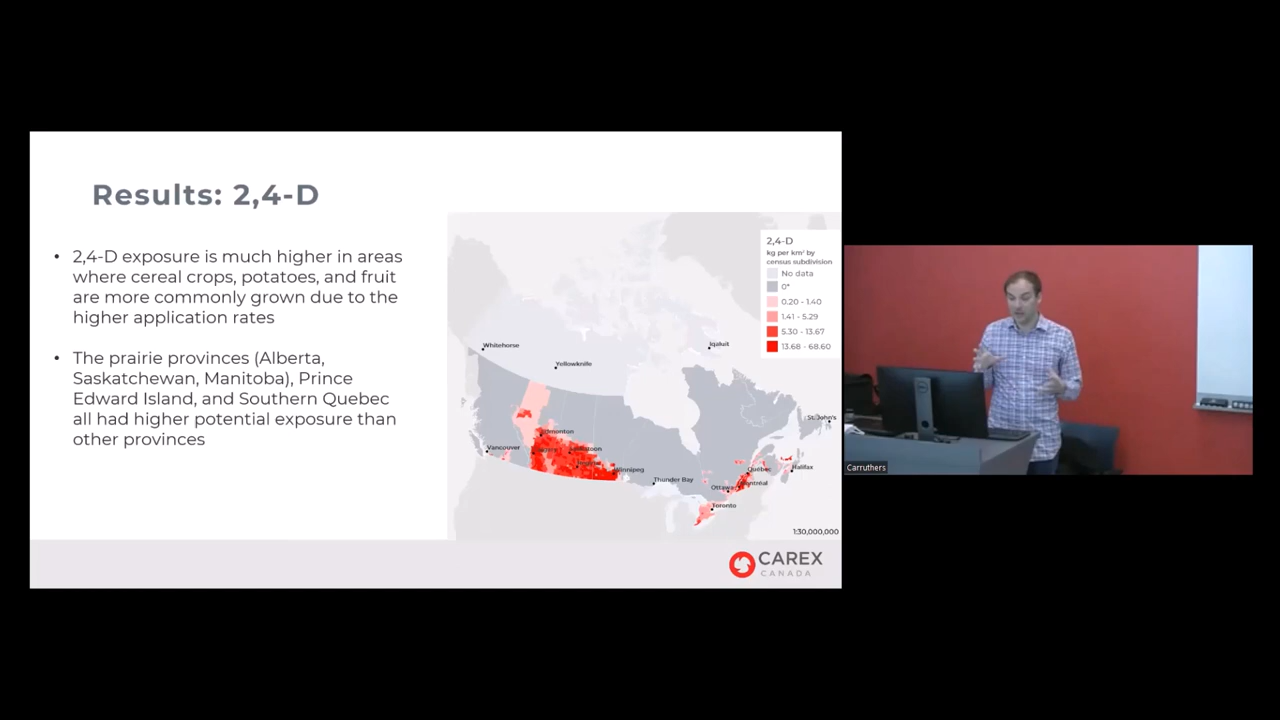 Results: 2,4-D
• 2,4-D exposure is much higher in areas
where cereal crops, potatoes, and fruit
are more commonly grown due to the
higher application rates
• The prairie provinces (Alberta,
Saskatchewan, Manitoba), Prince
Edward Island, and Southern Quebec
all had higher potential exposure than
other provinces
2,4-D
kg per km² by
census subdivision
No data
0*
0.20 - 1.40
1.41 - 5.29
5.30 - 13.67
13.68 - 68.60
Whitehorse
Yellowknife
Iqaluit
St. John's
Edmonton
Vancouver
Winnipeg
Thunder Bay
Québec
Halifax
Ottawa
Montréal
Toronto
1:30,000,000
CAREX
CANADA
Carruthers